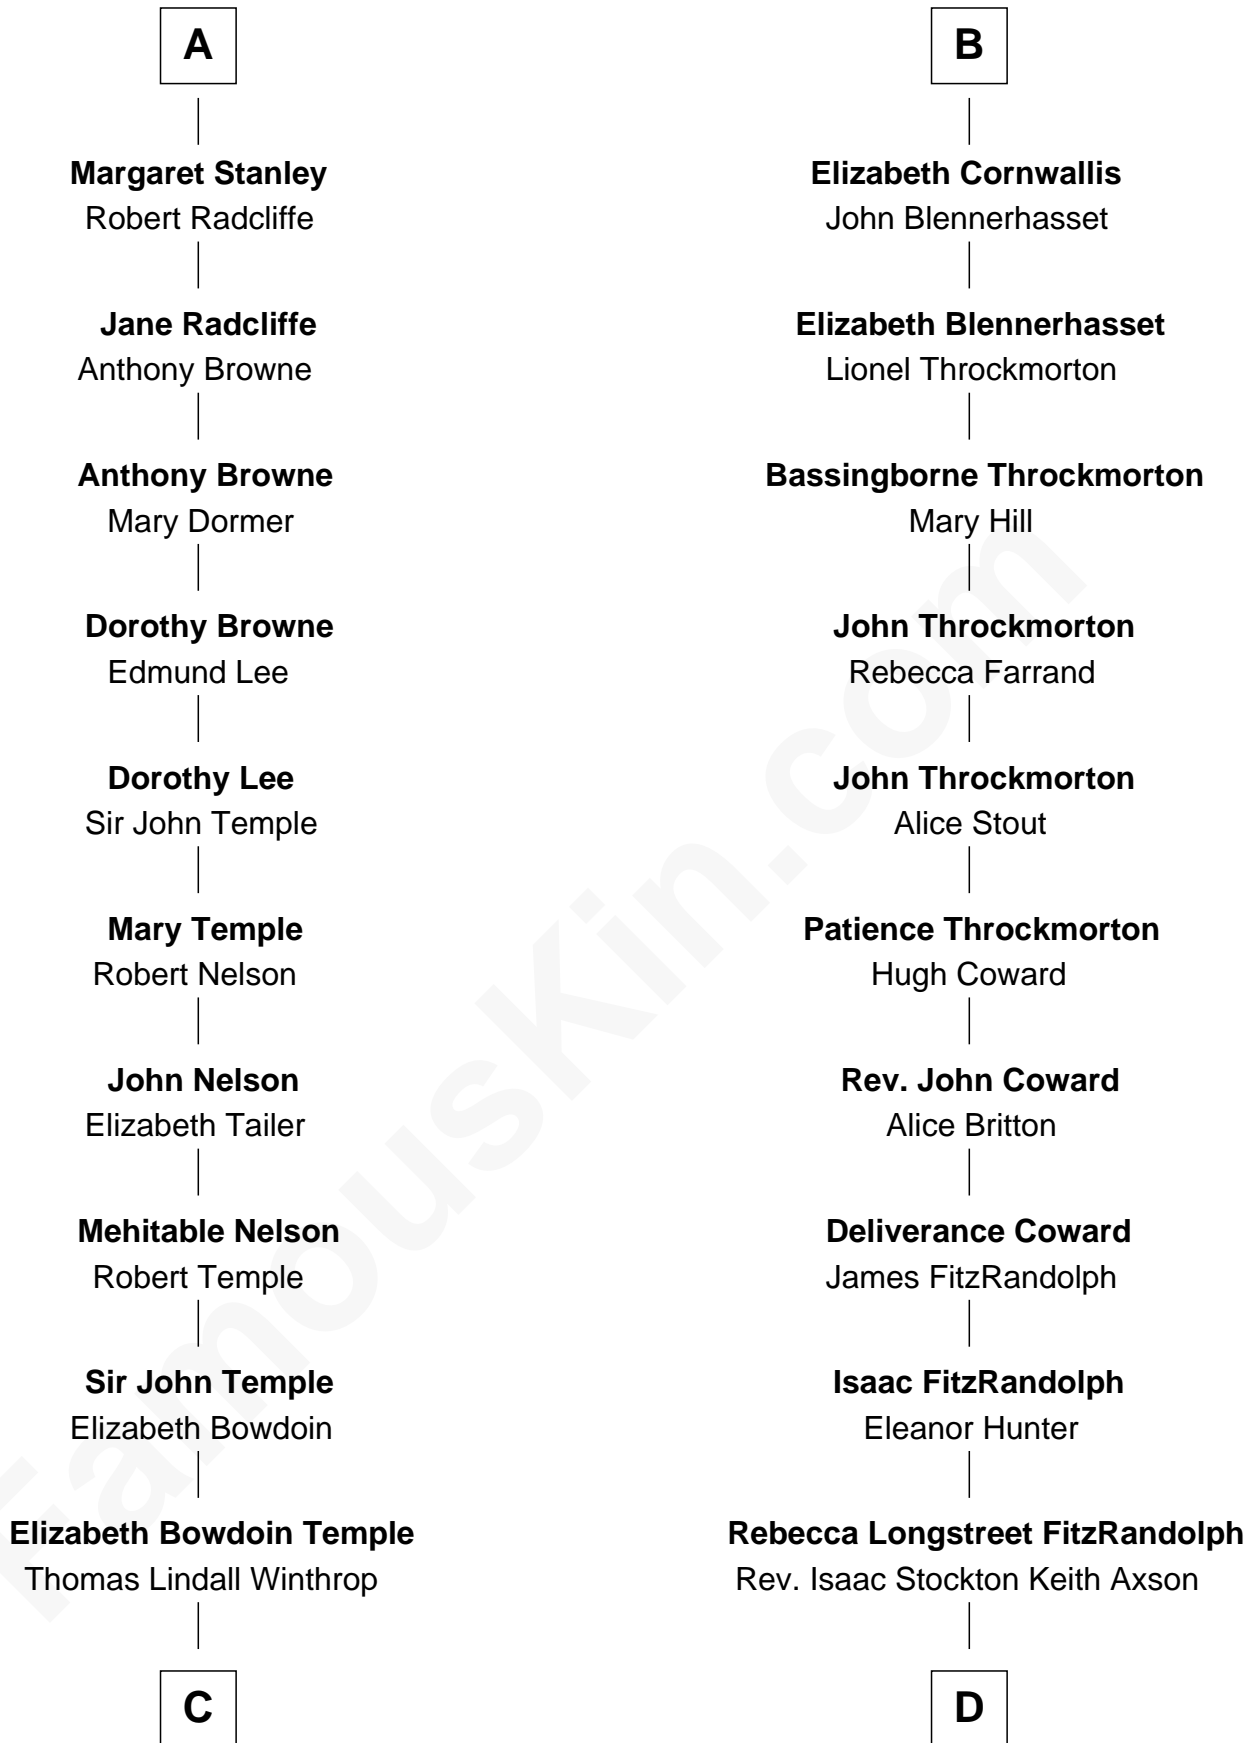 A
Margaret Stanley
Robert Radcliffe
Jane Radcliffe
Anthony Browne
Anthony Browne
Mary Dormer
Dorothy Browne
Edmund Lee
Dorothy Lee
Sir John Temple
Mary Temple
Robert Nelson
John Nelson
Elizabeth Tailer
Mehitable Nelson
Robert Temple
Sir John Temple
Elizabeth Bowdoin
Elizabeth Bowdoin Temple
Thomas Lindall Winthrop
C
B
Elizabeth Cornwallis
John Blennerhasset
Elizabeth Blennerhasset
Lionel Throckmorton
Bassingborne Throckmorton
Mary Hill
John Throckmorton
Rebecca Farrand
John Throckmorton
Alice Stout
Patience Throckmorton
Hugh Coward
Rev. John Coward
Alice Britton
Deliverance Coward
James FitzRandolph
Isaac FitzRandolph
Eleanor Hunter
Rebecca Longstreet FitzRandolph
Rev. Isaac Stockton Keith Axson
D
FamousKin.com